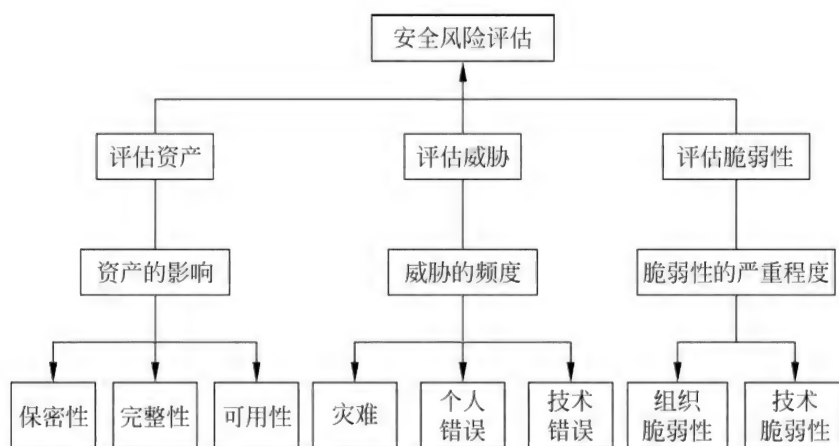 安全风险评估
评估资产
评估威胁
评估脆弱性
资产的影响
威胁的频度
脆弱性的严重程度
保密性
完整性
可用性
灾难
个人
错误
技术
错误
组织
脆弱性
技术
脆弱性